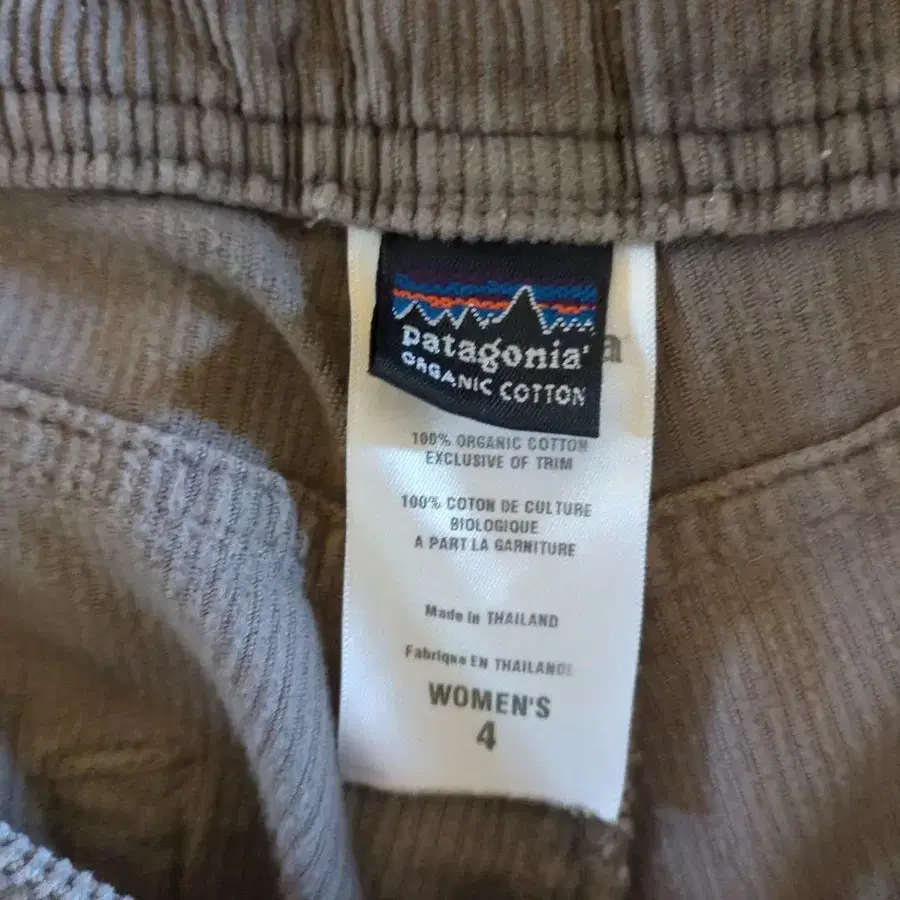 patagonia®
ORGANIC COTTON
a
100% ORGANIC COTTON
EXCLUSIVE OF TRIM
100% COTON DE CULTURE
BIOLOGIQUE
A PART LA GARNITURE
Made in THAILAND
Fabriqne EN THAILANDE
WOMEN'S
4